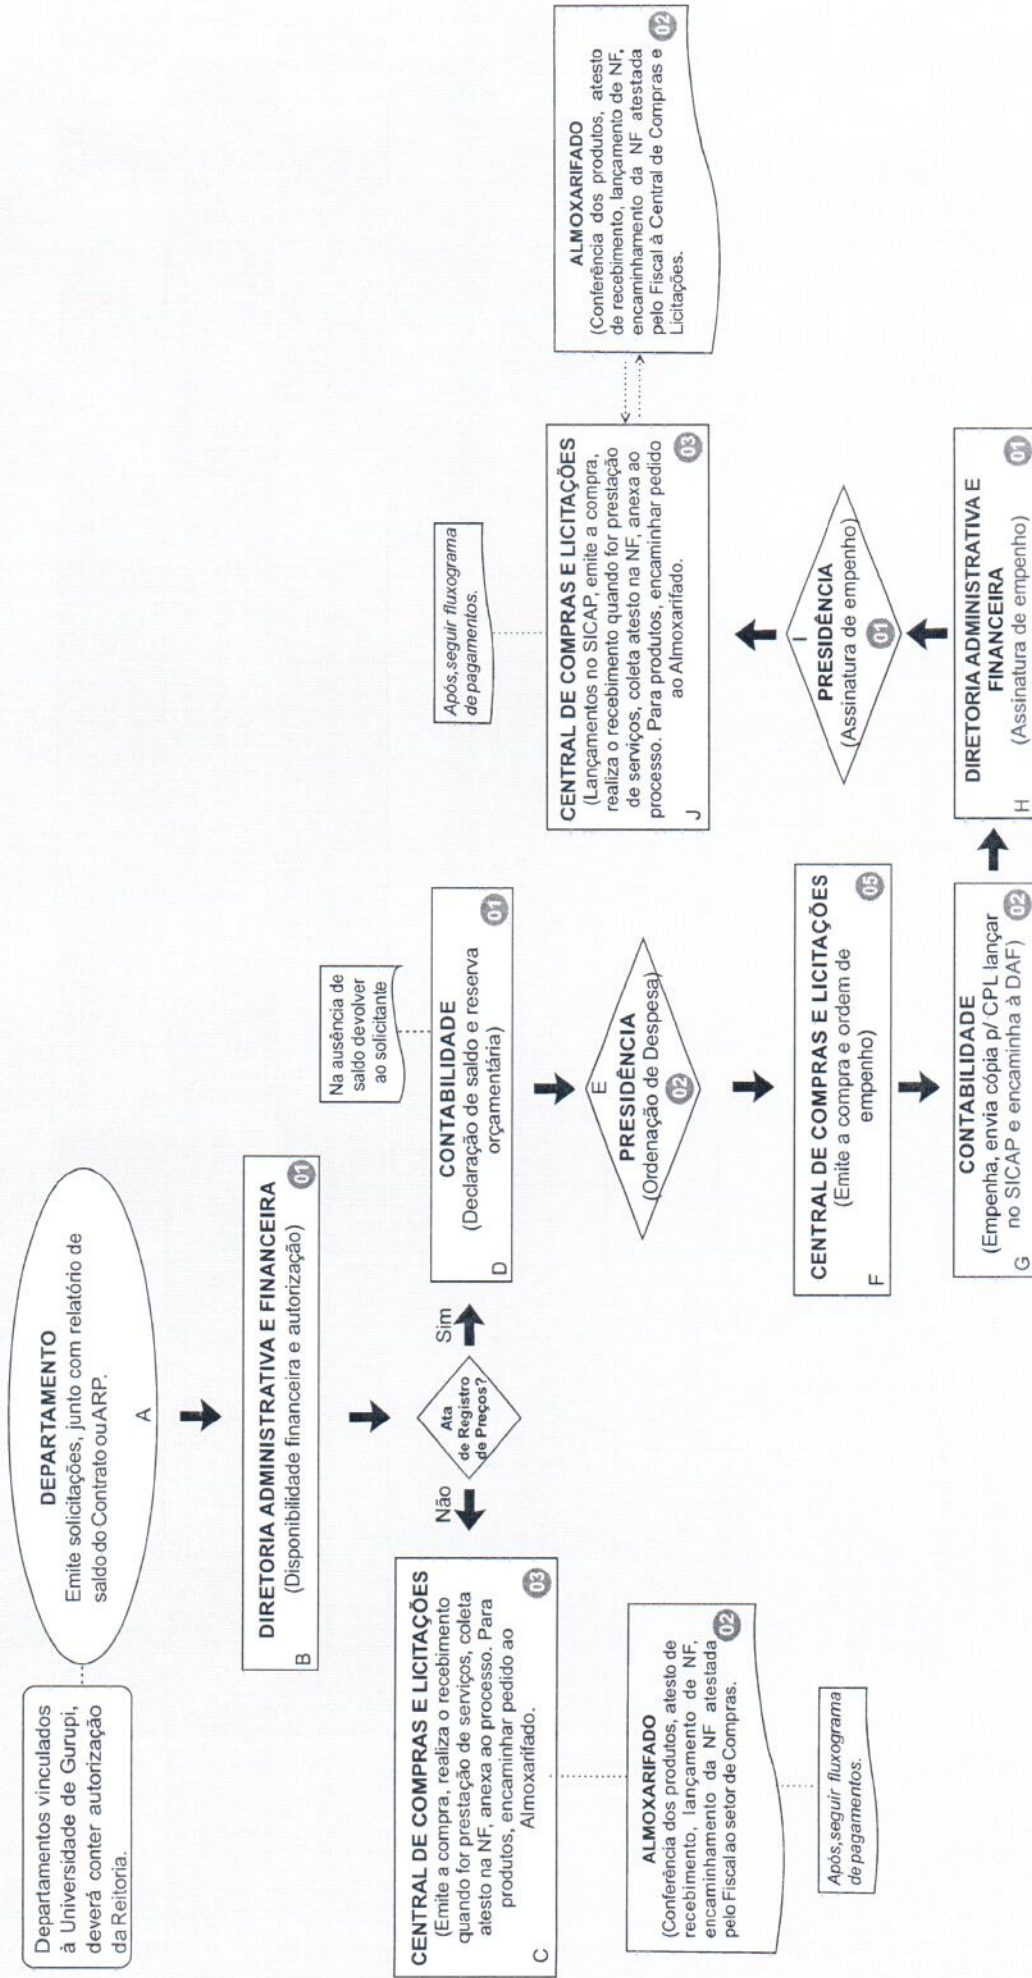 Departamentos vinculados
à Universidade de Gurupi,
deverá conter autorização
da Reitoria.
DEPARTAMENTO
Emite solicitações, junto com relatório de
saldo do Contrato ou ARP.
A
DIRETORIA ADMINISTRATIVA E FINANCEIRA
(Disponibilidade financeira e autorização)
B
01
Ata
de Registro
de Preços?
Não
Sim
CENTRAL DE COMPRAS E LICITAÇÕES
(Emite a compra, realiza o recebimento
quando for prestação de serviços, coleta
atesto na NF, anexa ao processo. Para
produtos, encaminhar pedido ao
Almoxarifado.
C
03
ALMOXARIFADO
(Conferência dos produtos, atesto de
recebimento, lançamento de NF,
encaminhamento da NF atestada
pelo Fiscal ao setor de Compras.
02
Após, seguir fluxograma
de pagamentos.
Na ausência de
saldo devolver
ao solicitante
CONTABILIDADE
(Declaração de saldo e reserva
orçamentária)
D
01
E
PRESIDÊNCIA
(Ordenação de Despesa)
02
CENTRAL DE COMPRAS E LICITAÇÕES
(Emite a compra e ordem de
empenho)
F
05
CONTABILIDADE
(Empenha, envia cópia p/ CPL lançar
no SICAP e encaminha à DAF)
G
02
DIRETORIA ADMINISTRATIVA E
FINANCEIRA
(Assinatura de empenho)
H
01
I
PRESIDÊNCIA
(Assinatura de empenho)
01
CENTRAL DE COMPRAS E LICITAÇÕES
(Lançamentos no SICAP, emite a compra,
realiza o recebimento quando for prestação
de serviços, coleta atesto na NF, anexa ao
processo. Para produtos, encaminhar pedido
ao Almoxarifado.
J
03
Após, seguir fluxograma
de pagamentos.
ALMOXARIFADO
(Conferência dos produtos, atesto
de recebimento, lançamento de NF,
encaminhamento da NF atestada
pelo Fiscal à Central de Compras e
Licitações.
02